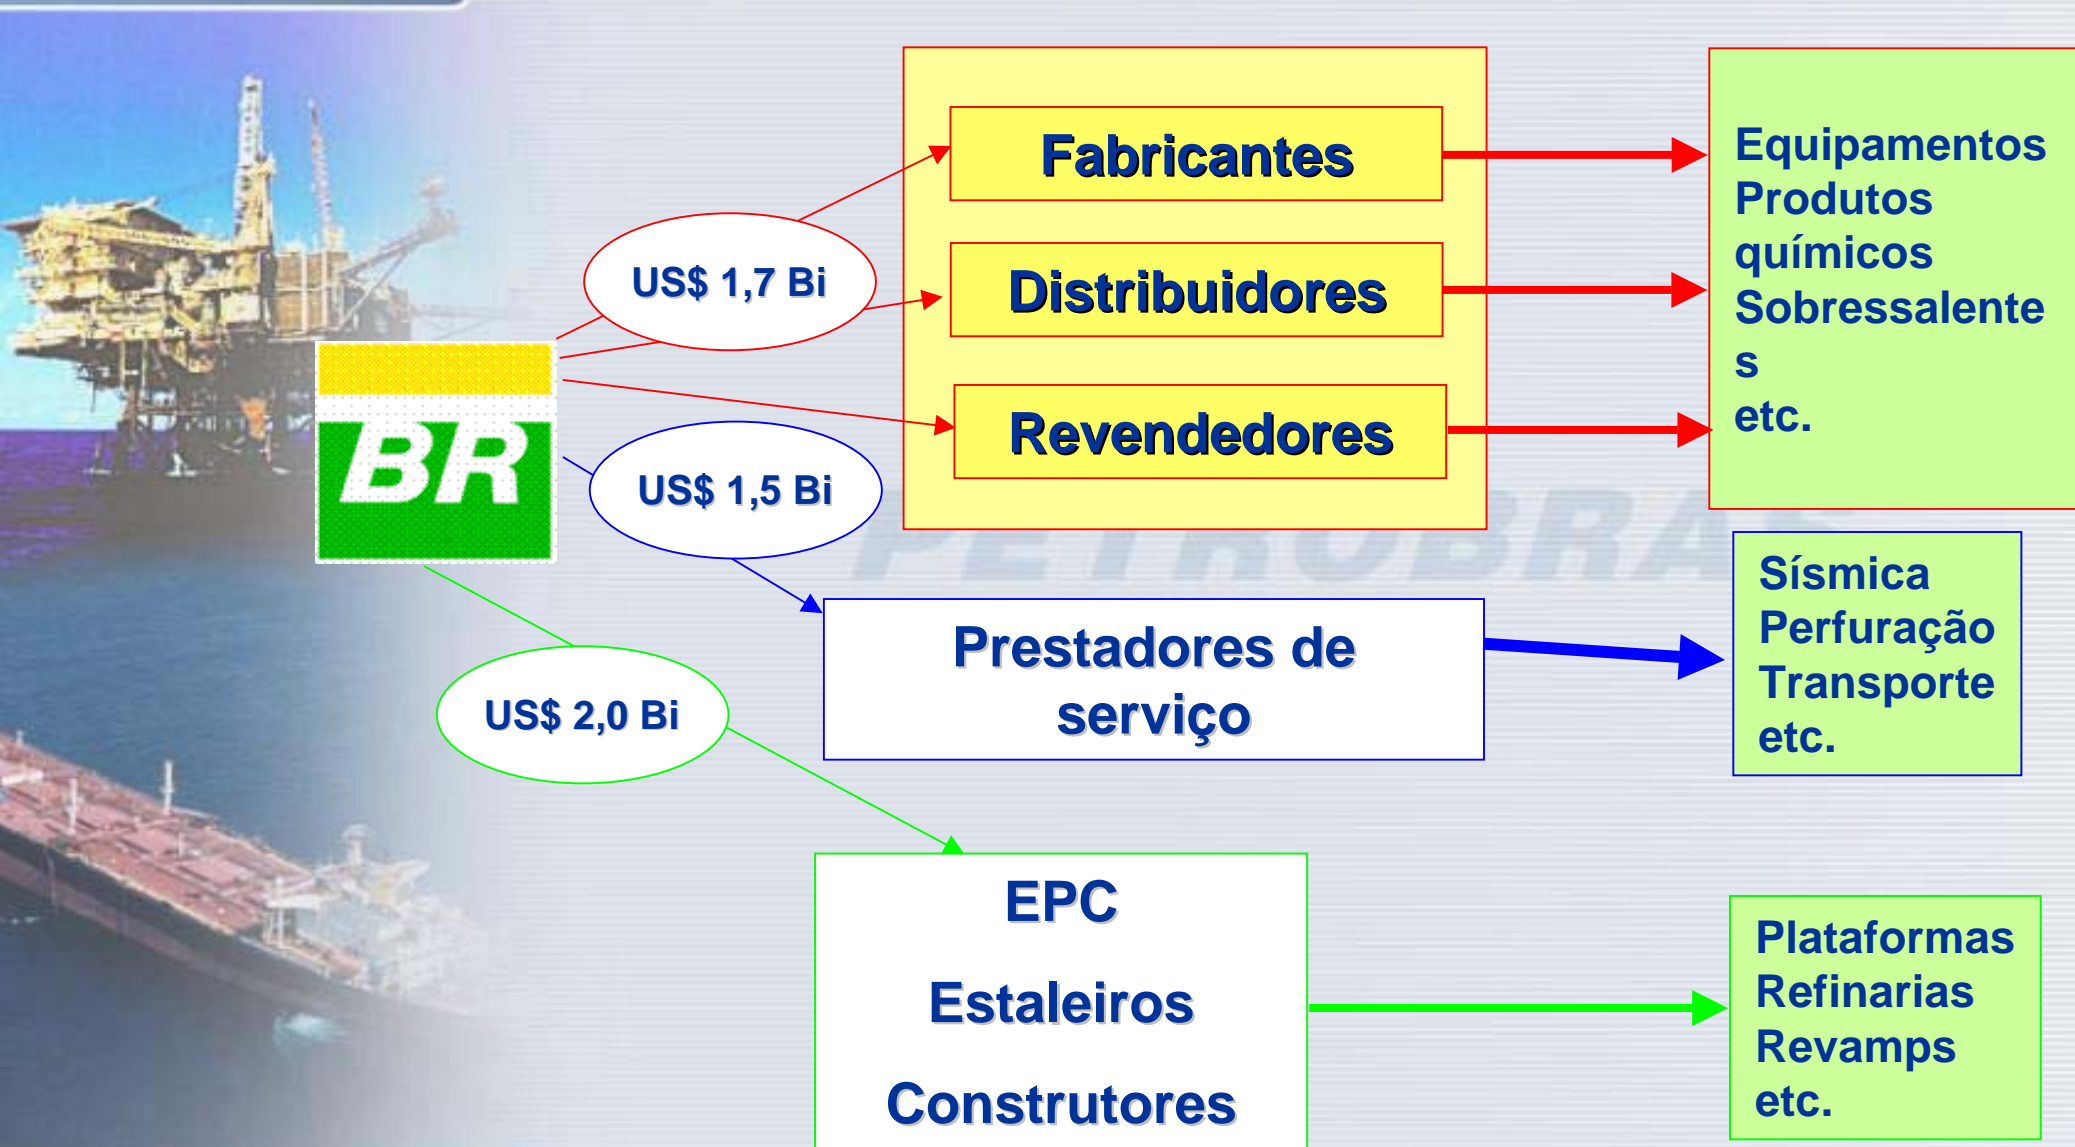 Fabricantes
Distribuidores
Revendedores
Equipamentos
Produtos
químicos
Sobressalente
s
etc.
US$ 1,7 Bi
BR
US$ 1,5 Bi
PETROBRAS
Prestadores de
serviço
Sísmica
Perfuração
Transporte
etc.
US$ 2,0 Bi
EPC
Estaleiros
Construtores
Plataformas
Refinarias
Revamps
etc.